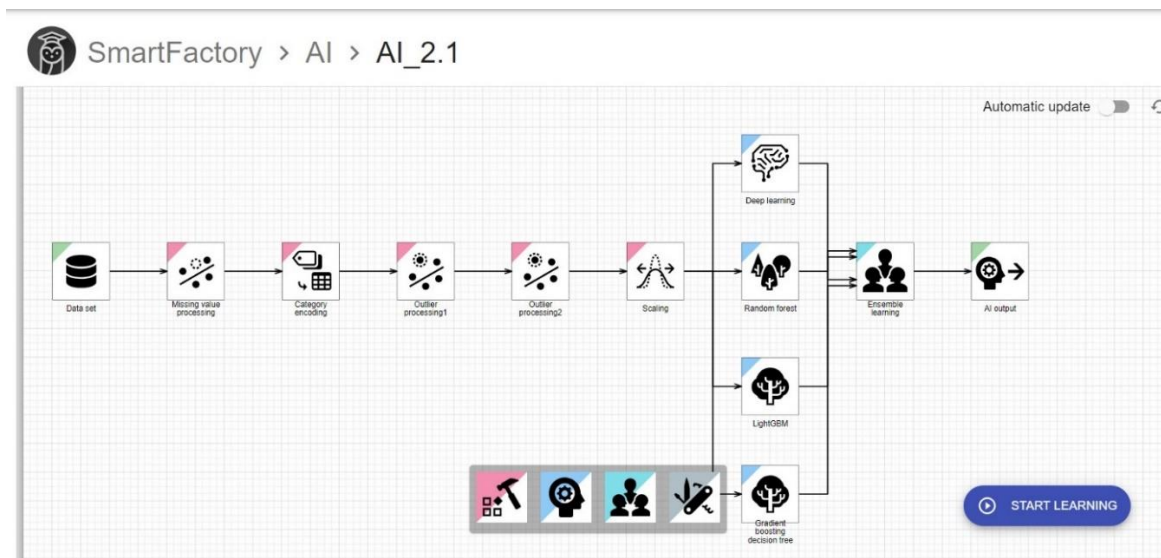 SmartFactory > AI > AI_2.1
Automatic update
Deep learning
Data set
Missing value
processing
Category
encoding
Outlier
processing1
Outlier
processing2
Scaling
Random forest
Ensemble
learning
AI output
LightGBM
Gradient
boosting
decision tree
START LEARNING